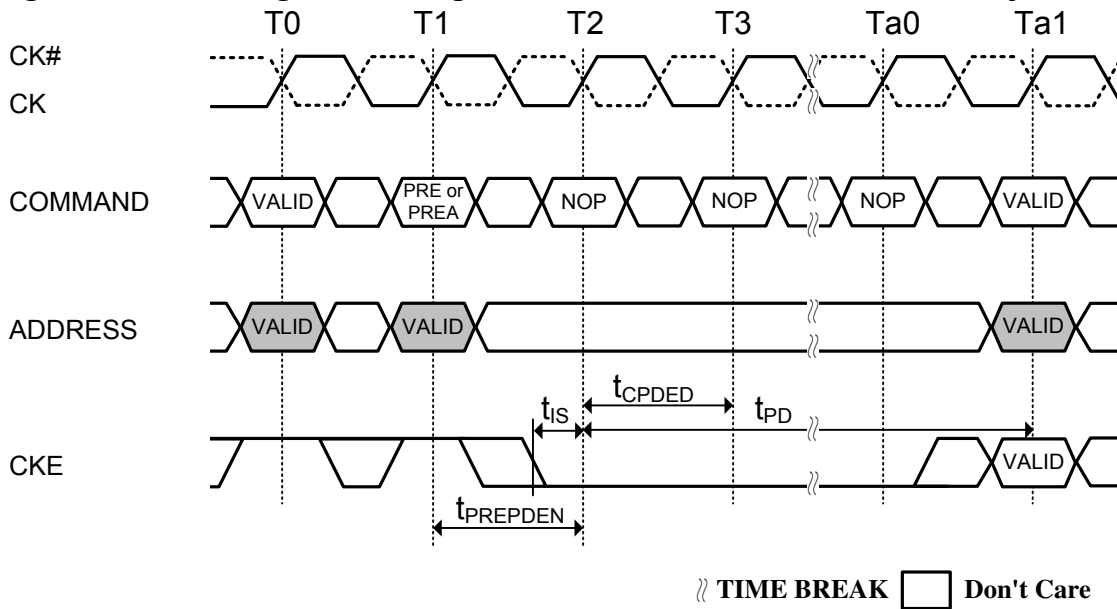 T0 T1 T2 T3 Ta0 Ta1
CK#
CK
COMMAND
VALID
PRE or
PREA
NOP
NOP
NOP
VALID
ADDRESS
VALID
VALID
VALID
tIS
tCPDED
tPD
CKE
VALID
tPREPDEN
TIME BREAK
Don't Care